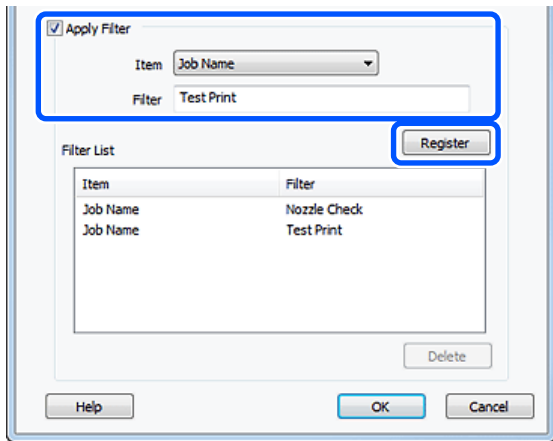 Apply Filter
Item Job Name
Filter Test Print
Register
Filter List
Item Filter
Job Name Nozzle Check
Job Name Test Print
Delete
Help OK Cancel